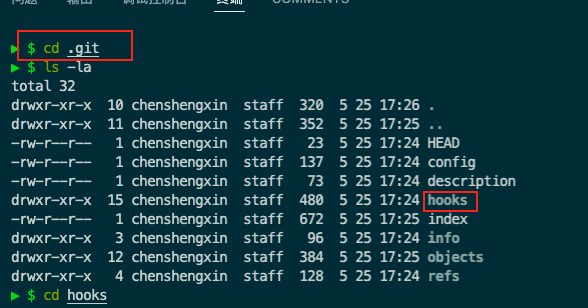 问题 输出 调试控制台 终端 COMMENTS
$ cd .git
$ ls -la
total 32
drwxr-xr-x 10 chenshengxin staff 320 5 25 17:26 .
drwxr-xr-x 11 chenshengxin staff 352 5 25 17:25 ..
-rw-r--r-- 1 chenshengxin staff 23 5 25 17:24 HEAD
-rw-r--r-- 1 chenshengxin staff 137 5 25 17:24 config
-rw-r--r-- 1 chenshengxin staff 73 5 25 17:24 description
drwxr-xr-x 15 chenshengxin staff 480 5 25 17:24 hooks
-rw-r--r-- 1 chenshengxin staff 672 5 25 17:25 index
drwxr-xr-x 3 chenshengxin staff 96 5 25 17:24 info
drwxr-xr-x 12 chenshengxin staff 384 5 25 17:25 objects
drwxr-xr-x 4 chenshengxin staff 128 5 25 17:24 refs
$ cd hooks